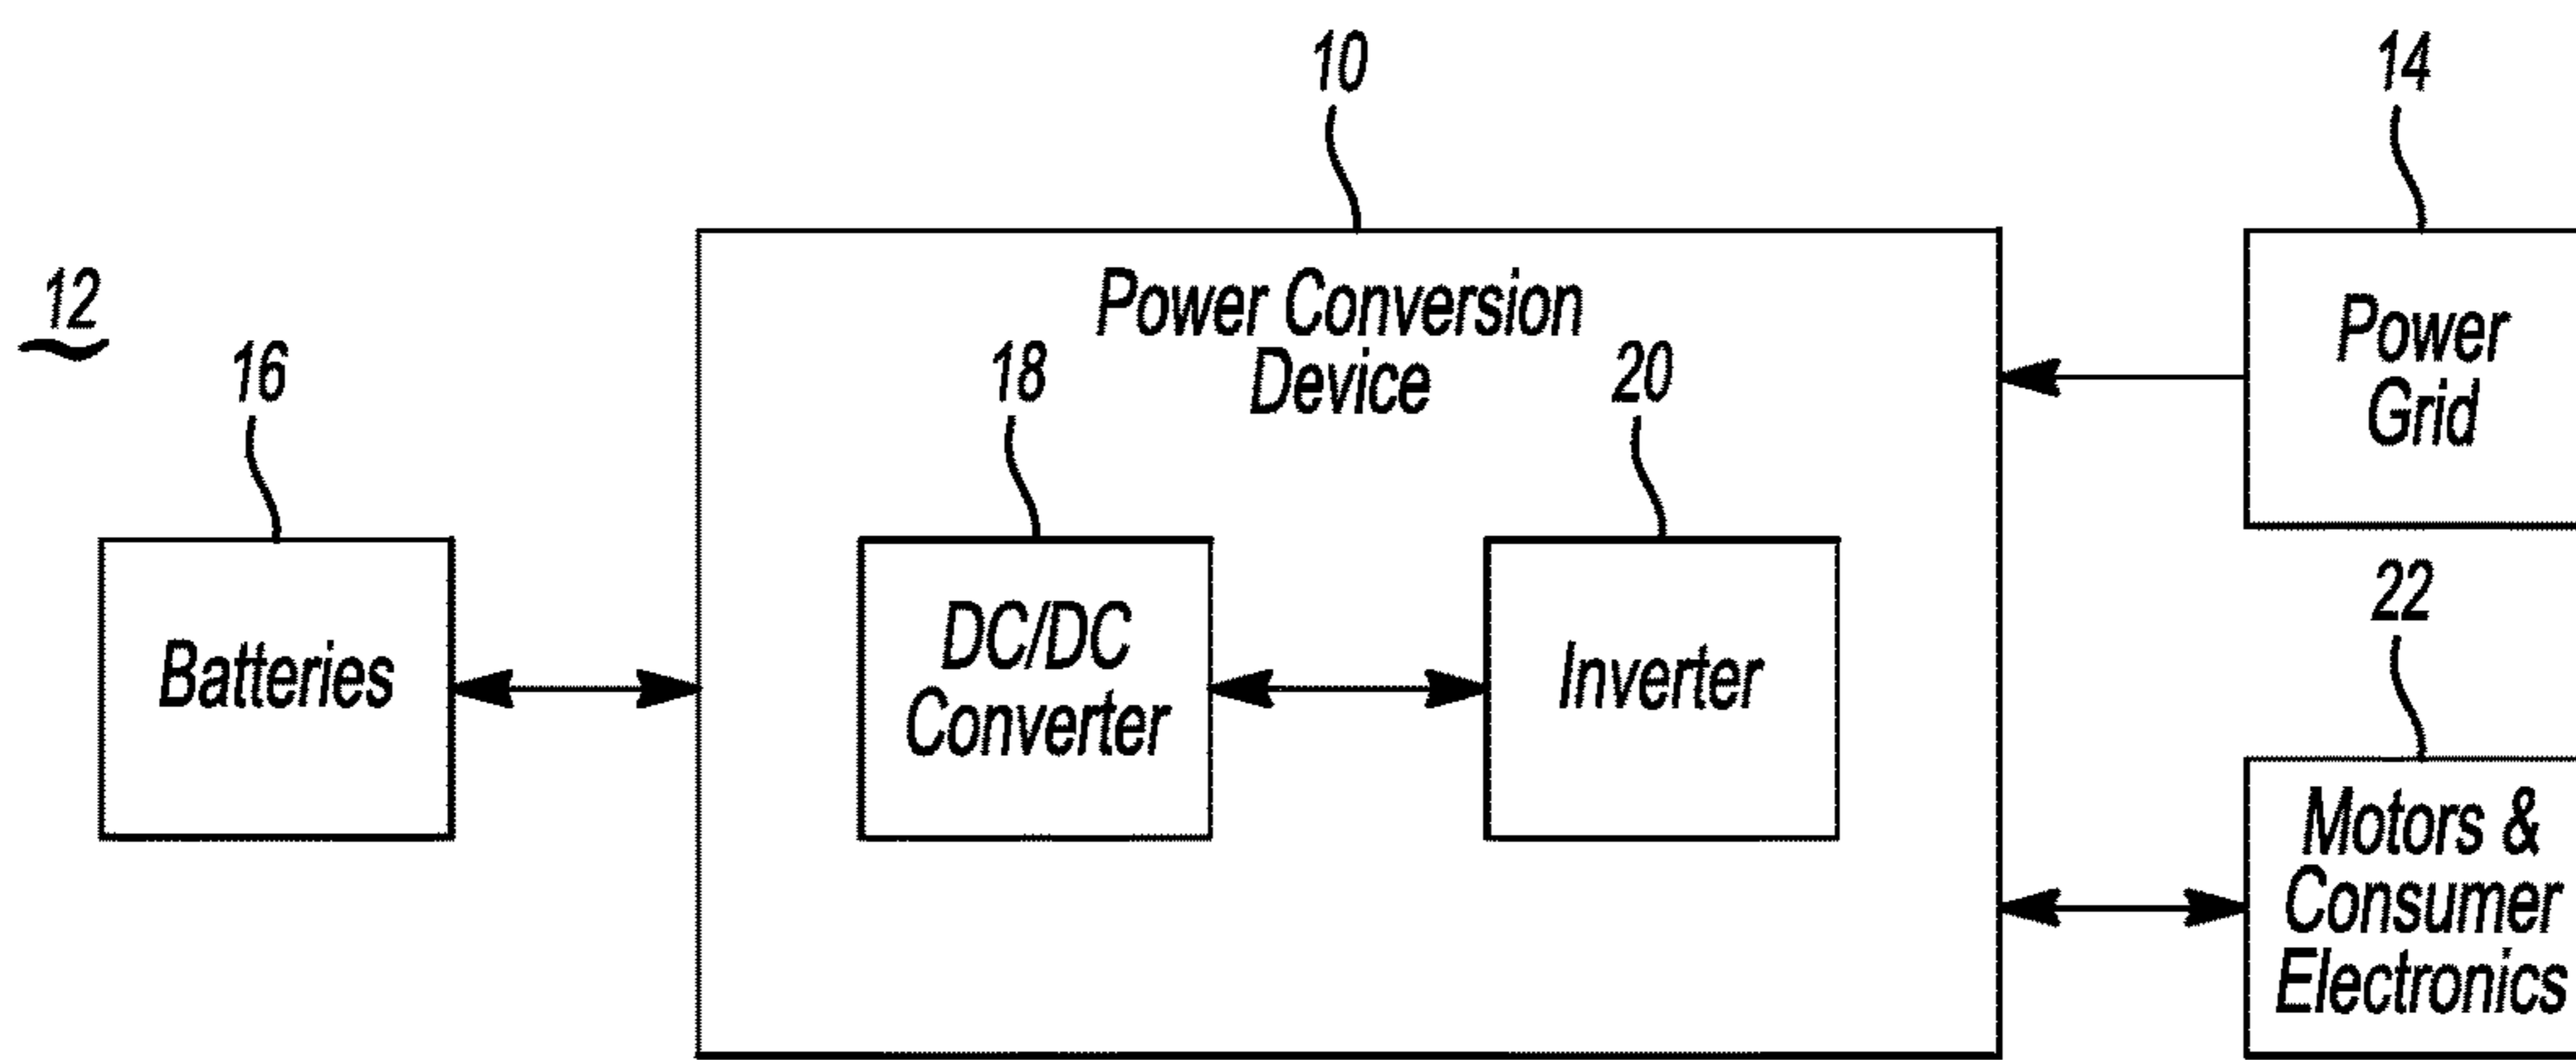 10
14
12
Power Conversion
Device
16
18
20
Power
Grid
22
Batteries
DC/DC
Converter
Inverter
Motors &
Consumer
Electronics